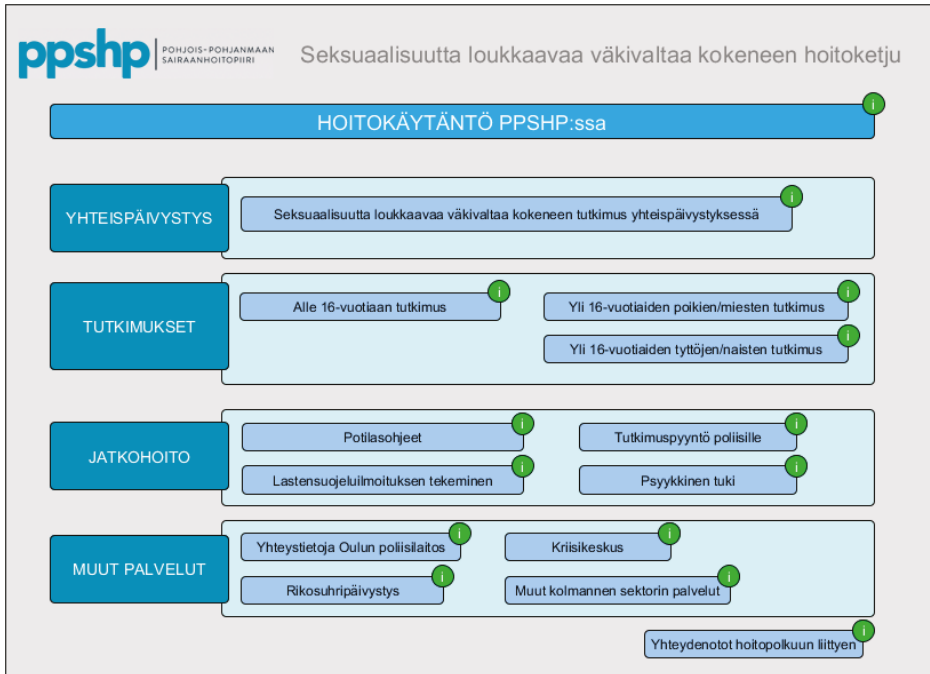 ppshp
POHJOIS-POHJANMAAN
SAIRAANHOITOPIIRI
Seksuaalisuutta loukkaavaa väkivaltaa kokeneen hoitoketju
i
HOITOKÄYTÄNTÖ PPSHP:ssa
YHTEISPÄIVYSTYS
i
Seksuaalisuutta loukkaavaa väkivaltaa kokeneen tutkimus yhteispäivystyksessä
TUTKIMUKSET
i
Alle 16-vuotiaan tutkimus
i
Yli 16-vuotiaiden poikien/miesten tutkimus
i
Yli 16-vuotiaiden tyttöjen/naisten tutkimus
JATKOHOITO
i
Potilasohjeet
i
Tutkimuspyyntö poliisille
i
Lastensuojeluilmoituksen tekeminen
i
Psyykkinen tuki
MUUT PALVELUT
i
Yhteystietoja Oulun poliisilaitos
i
Kriisikeskus
i
Rikosuhripäivystys
i
Muut kolmannen sektorin palvelut
i
Yhteydenotot hoitopolkuun liittyen